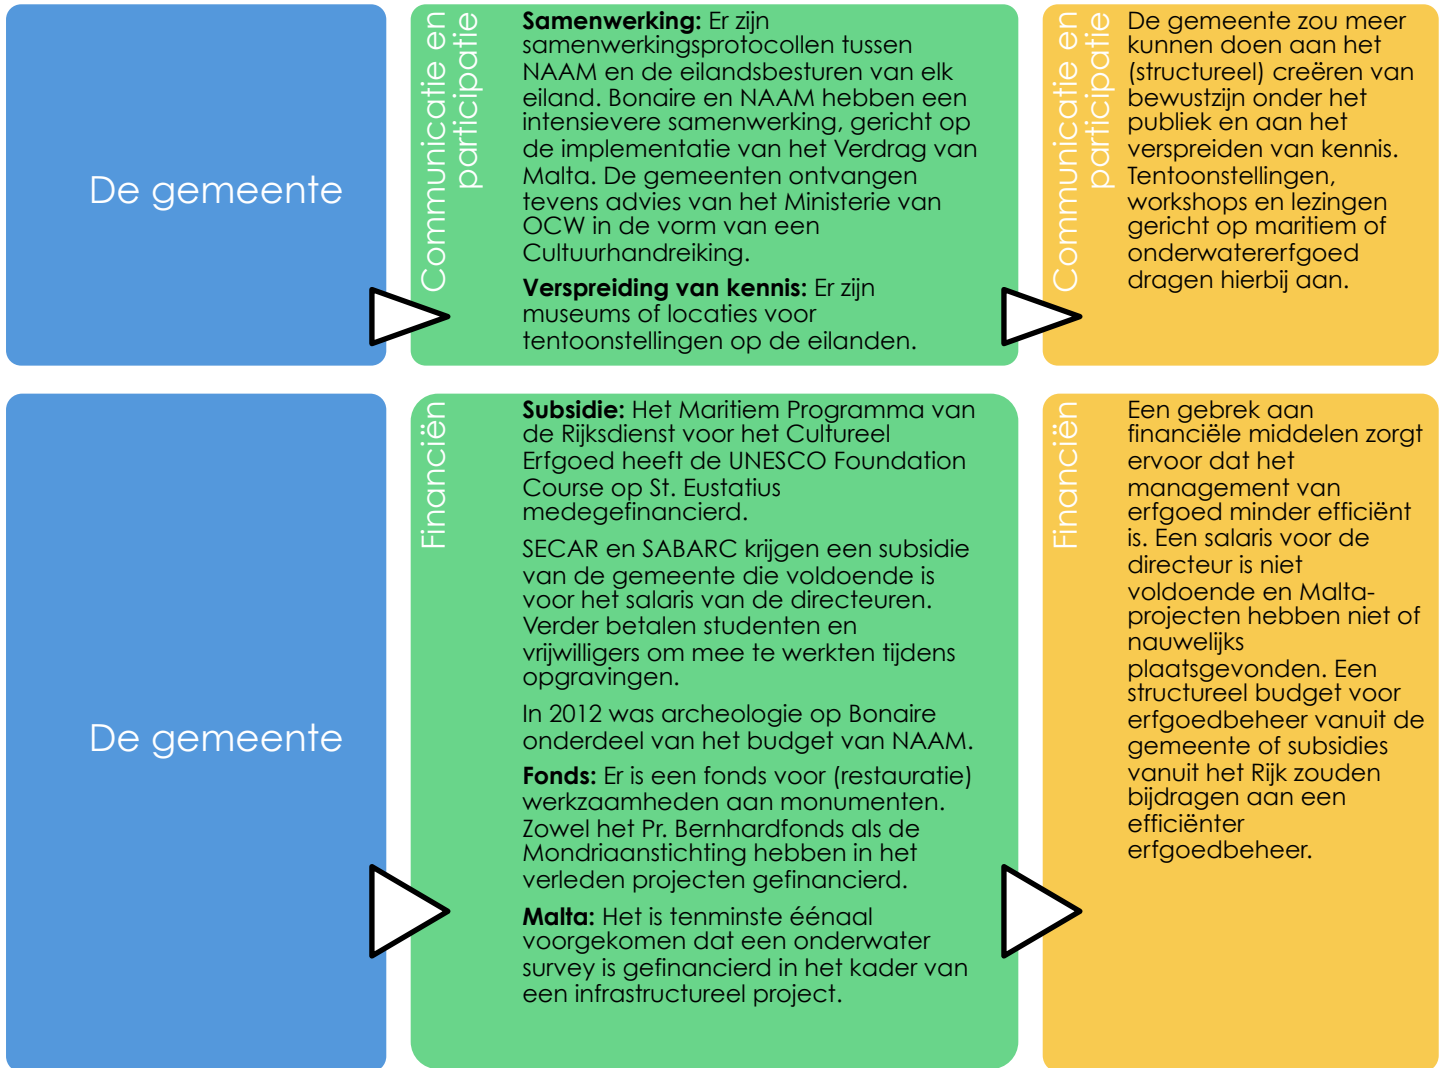 De gemeente
Communicatie en
participatie
Samenwerking: Er zijn
samenwerkingsprotocollen tussen
NAAM en de eilandsbesturen van elk
eiland. Bonaire en NAAM hebben een
intensievere samenwerking, gericht op
de implementatie van het Verdrag van
Malta. De gemeenten ontvangen
tevens advies van het Ministerie van
OCW in de vorm van een
Cultuurhandreiking.
Verspreiding van kennis: Er zijn
museums of locaties voor
tentoonstellingen op de eilanden.
Communicatie en
participatie
De gemeente zou meer
kunnen doen aan het
(structureel) creëren van
bewustzijn onder het
publiek en aan het
verspreiden van kennis.
Tentoonstellingen,
workshops en lezingen
gericht op maritiem of
onderwatererfgoed
dragen hierbij aan.
De gemeente
Financiën
Subsidie: Het Maritiem Programma van
de Rijksdienst voor het Cultureel
Erfgoed heeft de UNESCO Foundation
Course op St. Eustatius
medegefinancierd.
SECAR en SABARC krijgen een subsidie
van de gemeente die voldoende is
voor het salaris van de directeuren.
Verder betalen studenten en
vrijwilligers om mee te werkten tijdens
opgravingen.
In 2012 was archeologie op Bonaire
onderdeel van het budget van NAAM.
Fonds: Er is een fonds voor (restauratie)
werkzaamheden aan monumenten.
Zowel het Pr. Bernhardfonds als de
Mondriaanstichting hebben in het
verleden projecten gefinancierd.
Malta: Het is tenminste éénaal
voorgekomen dat een onderwater
survey is gefinancierd in het kader van
een infrastructureel project.
Financiën
Een gebrek aan
financiële middelen zorgt
ervoor dat het
management van
erfgoed minder efficiënt
is. Een salaris voor de
directeur is niet
voldoende en Malta-
projecten hebben niet of
nauwelijks
plaatsgevonden. Een
structureel budget voor
erfgoedbeheer vanuit de
gemeente of subsidies
vanuit het Rijk zouden
bijdragen aan een
efficiënter
erfgoedbeheer.